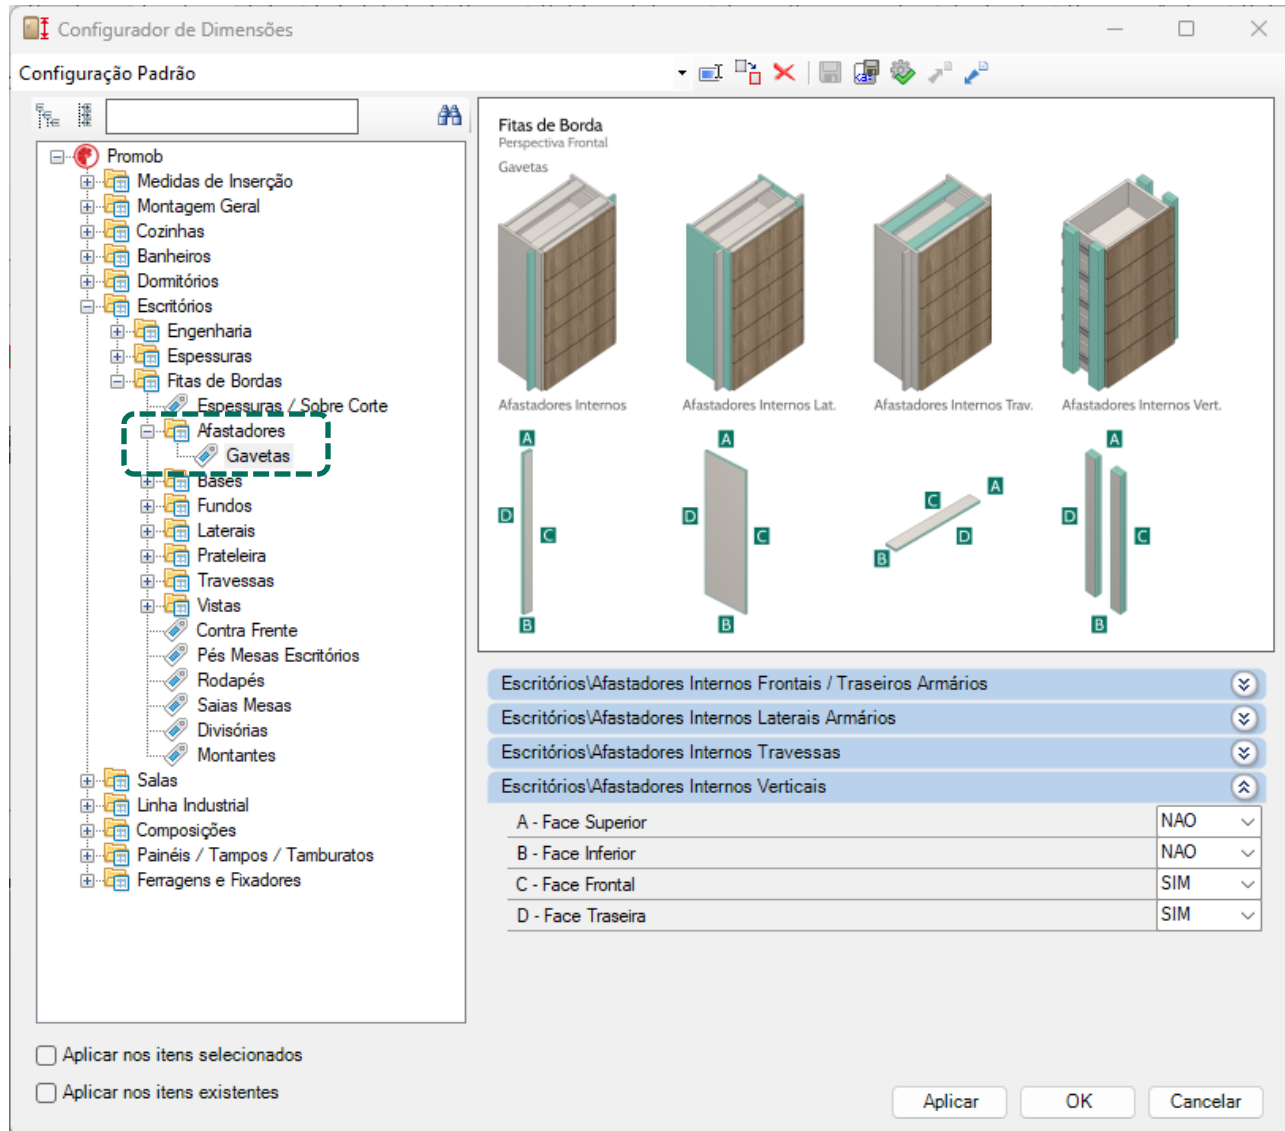 Configurador de Dimensões
Configuração Padrão
Promob
Medidas de Inserção
Montagem Geral
Cozinhas
Banheiros
Dormitórios
Escritórios
Engenharia
Espessuras
Fitas de Bordas
Espessuras / Sobre Corte
Afastadores
Gavetas
Bases
Fundos
Laterais
Prateleira
Travessas
Vistas
Contra Frente
Pés Mesas Escritórios
Rodapés
Saias Mesas
Divisórias
Montantes
Salas
Linha Industrial
Composições
Painéis / Tampos / Tamburatos
Ferragens e Fixadores
Fitas de Borda
Perspectiva Frontal
Gavetas
Afastadores Internos
Afastadores Internos Lat.
Afastadores Internos Trav.
Afastadores Internos Vert.
A
D
C
B
A
D
C
B
A
C
D
B
A
D
C
B
Escritórios\Afastadores Internos Frontais / Traseiros Armários
Escritórios\Afastadores Internos Laterais Armários
Escritórios\Afastadores Internos Travessas
Escritórios\Afastadores Internos Verticais
A - Face Superior NAO
B - Face Inferior NAO
C - Face Frontal SIM
D - Face Traseira SIM
Aplicar nos itens selecionados
Aplicar nos itens existentes
Aplicar OK Cancelar